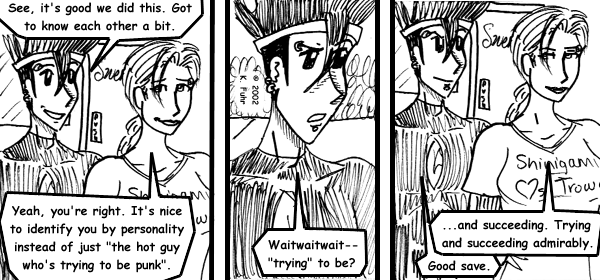 See, it's good we did this. Got
to know each other a bit.
Yeah, you're right. It's nice
to identify you by personality
instead of just "the hot guy
who's trying to be punk".
© 2002
K. Fuhr
Waitwaitwait--
"trying" to be?
Shinigami
♡s Trowa
...and succeeding. Trying
and succeeding admirably.
Good save.